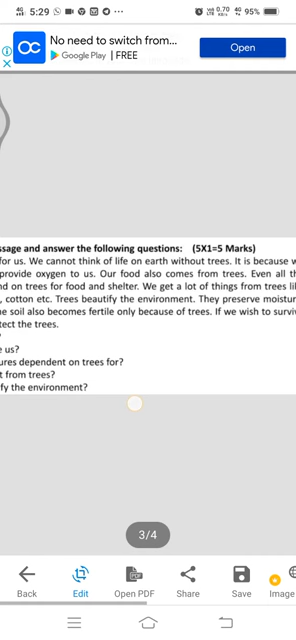 4G 5:29 ... VoLTE 0.70 KB/s 4G 95%
No need to switch from...
Google Play | FREE
Open
ssage and answer the following questions: (5X1=5 Marks)
for us. We cannot think of life on earth without trees. It is because
provide oxygen to us. Our food also comes from trees. Even all th
nd on trees for food and shelter. We get a lot of things from trees li
, cotton etc. Trees beautify the environment. They preserve moistur
he soil also becomes fertile only because of trees. If we wish to surviv
tect the trees.
?
e us?
ures dependent on trees for?
t from trees?
fy the environment?
3/4
Back Edit Open PDF Share Save Image